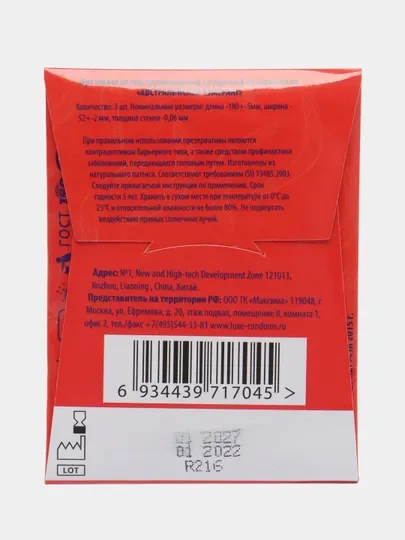 Количество: 3 шт. Номинальные размеры: длина -180+-5мм, ширина -
52+-2 мм, толщина стенки -0,06 мм
При правильном использовании презервативы являются
контрацептивами барьерного типа, а также средством профилактики
заболеваний, передающихся половым путем. Изготовлены из
натурального латекса. Соответствуют требованиям ISO 13485:2003.
Следуйте прилагаемой инструкции по применению. Срок
годности 5 лет. Хранить в сухом месте при температуре от 0°С до
25°С и относительной влажности не более 80%. Не подвергать
воздействию прямых солнечных лучей.
ГОСТ
Адрес: №1, New and High-tech Development Zone 121013,
Jinzhou, Liaoning, China, Китай.
Представитель на территории РФ: ООО ТК «Максима» 119048, г.
Москва, ул. Ефремова, д. 20, этаж подвал, помещение II, комната 1,
офис 2, тел./факс +7(495)544-33-81 www.luxe-condoms.ru
6 934439 717045 >
01 2027
01 2022
LOT
R216